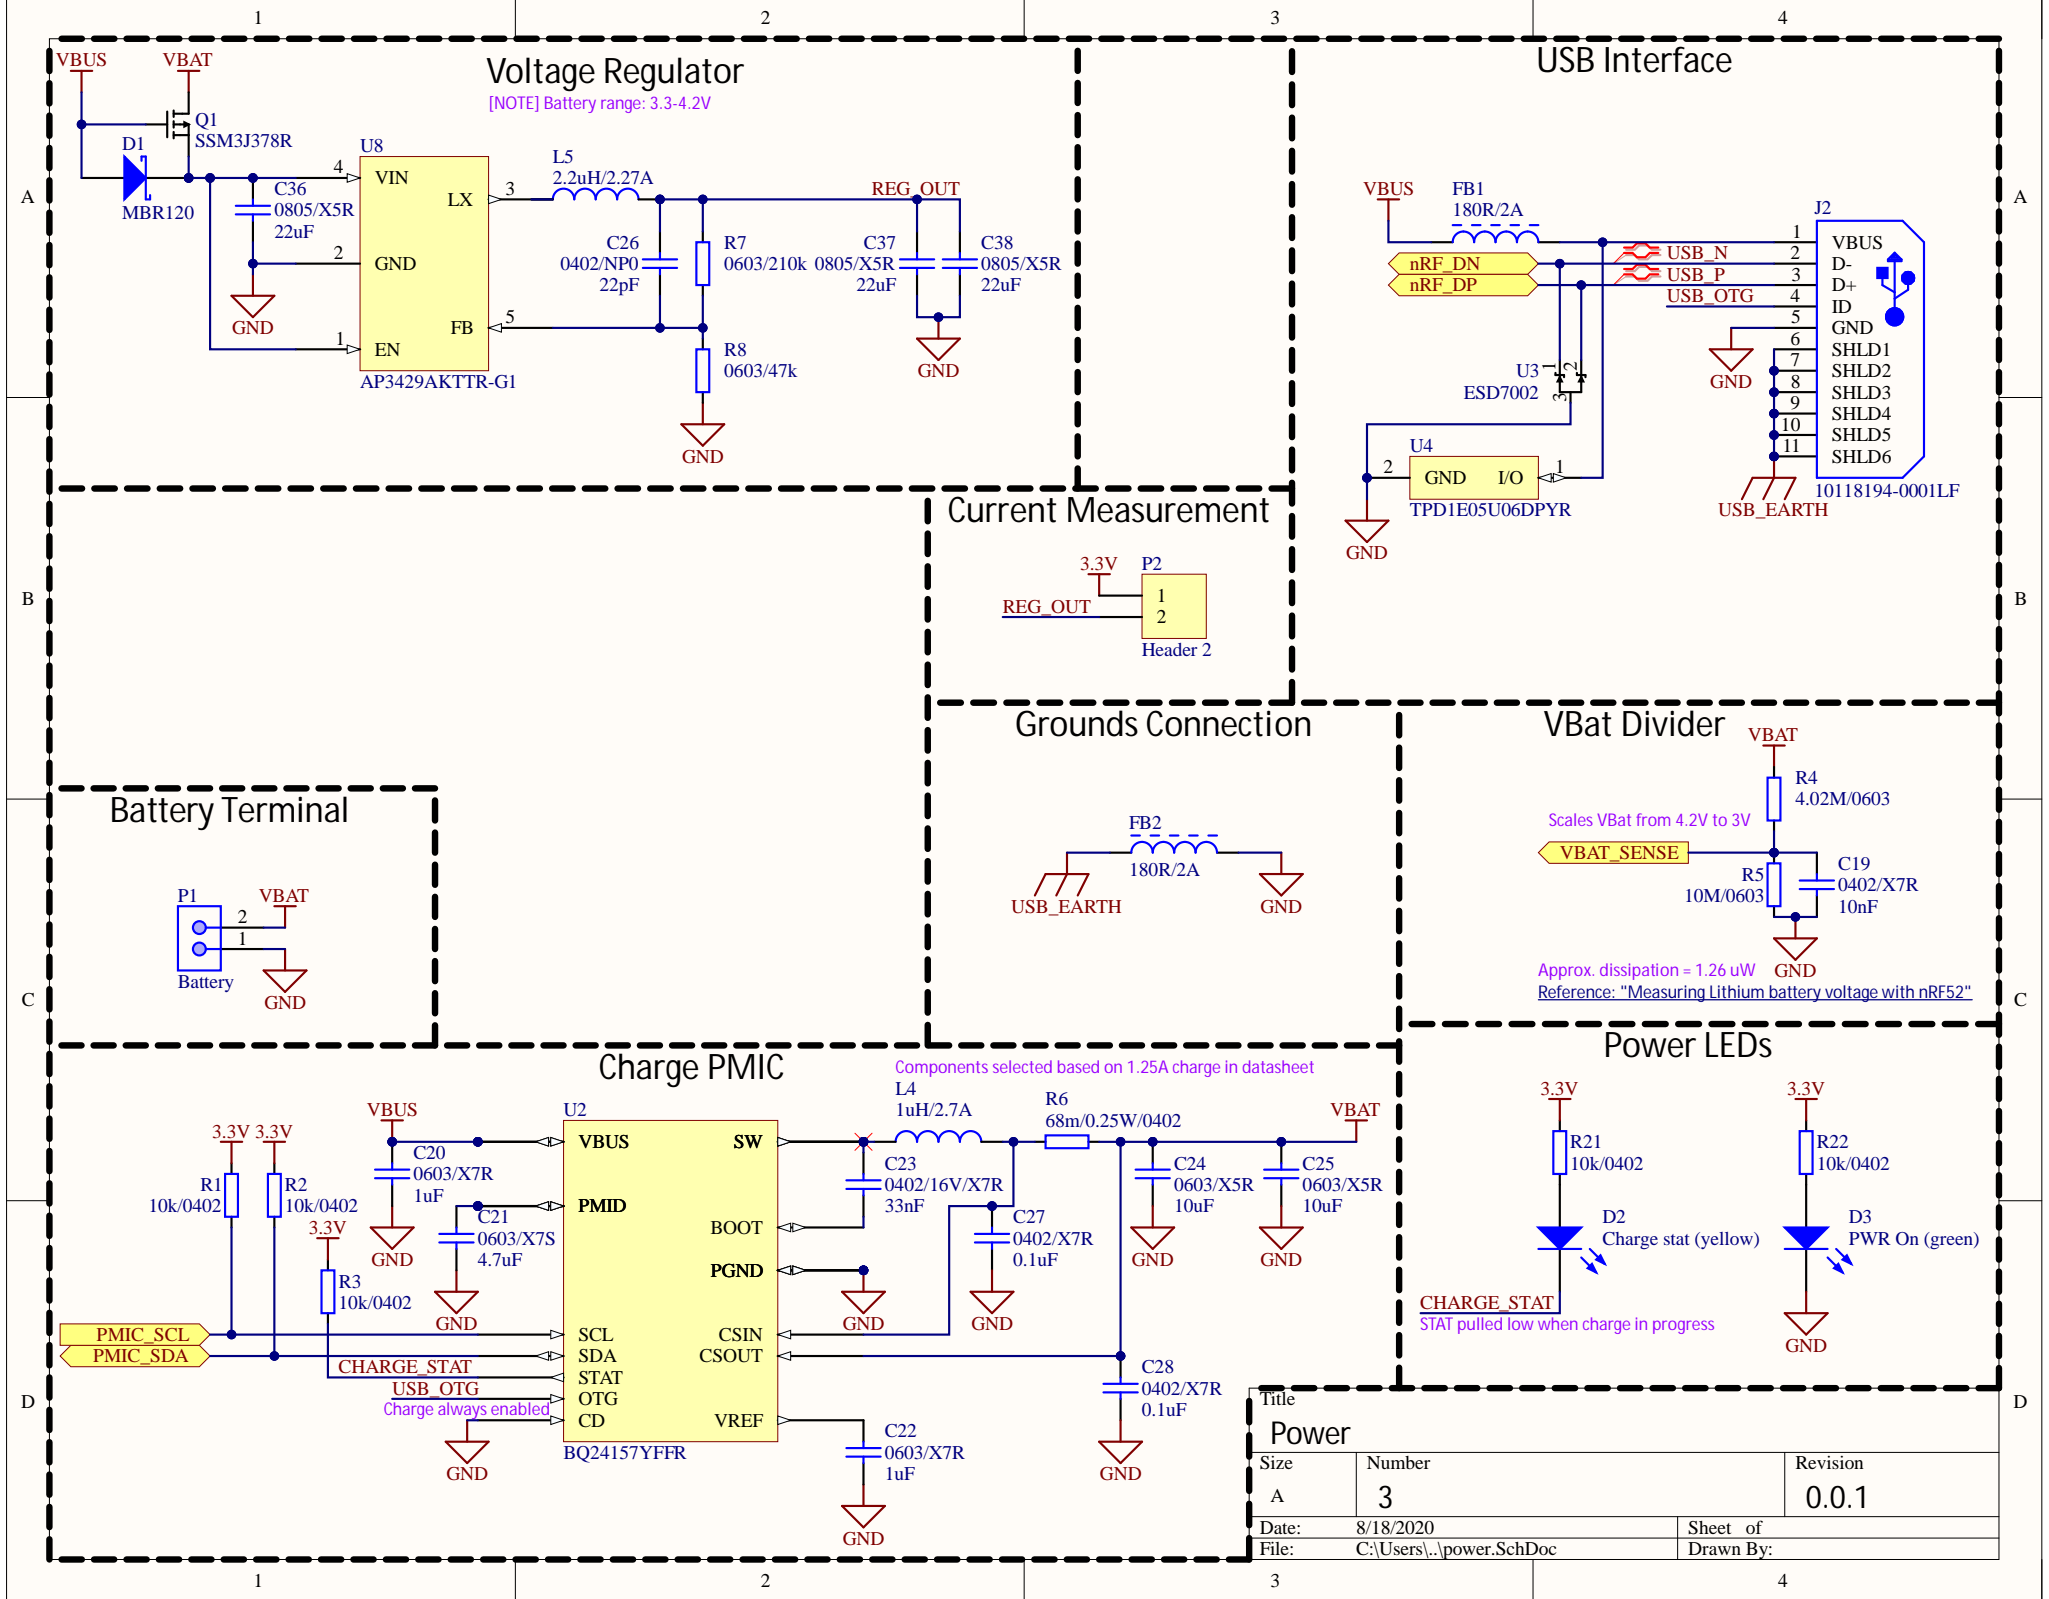 1
2
3
4
A
B
C
D
A
B
C
D
1
2
3
4
Voltage Regulator
[NOTE] Battery range: 3.3-4.2V
VBUS
VBAT
Q1
SSM3J378R
D1
MBR120
C36
0805/X5R
22uF
GND
U8
4
VIN
2
GND
1
EN
LX
3
FB
5
AP3429AKTTR-G1
L5
2.2uH/2.27A
REG_OUT
C26
0402/NP0
22pF
R7
0603/210k
C37
0805/X5R
22uF
C38
0805/X5R
22uF
GND
R8
0603/47k
GND
USB Interface
VBUS
FB1
180R/2A
nRF_DN
nRF_DP
USB_N
USB_P
USB_OTG
J2
1
VBUS
2
D-
3
D+
4
ID
5
GND
6
SHLD1
7
SHLD2
8
SHLD3
9
SHLD4
10
SHLD5
11
SHLD6
10118194-0001LF
GND
USB_EARTH
U3
ESD7002
1
2
3
U4
2
GND
I/O
1
TPD1E05U06DPYR
GND
Current Measurement
3.3V
REG_OUT
P2
1
2
Header 2
Grounds Connection
FB2
180R/2A
USB_EARTH
GND
VBat Divider
VBAT
R4
4.02M/0603
Scales VBat from 4.2V to 3V
VBAT_SENSE
R5
10M/0603
C19
0402/X7R
10nF
GND
Approx. dissipation = 1.26 uW
Reference: "Measuring Lithium battery voltage with nRF52"
Battery Terminal
P1
2
1
VBAT
Battery
GND
Charge PMIC
Components selected based on 1.25A charge in datasheet
3.3V
3.3V
R1
10k/0402
R2
10k/0402
3.3V
R3
10k/0402
VBUS
C20
0603/X7R
1uF
GND
C21
0603/X7S
4.7uF
GND
PMIC_SCL
PMIC_SDA
CHARGE_STAT
USB_OTG
Charge always enabled
GND
U2
VBUS
PMID
SCL
SDA
STAT
OTG
CD
SW
BOOT
PGND
CSIN
CSOUT
VREF
BQ24157YFFR
L4
1uH/2.7A
C23
0402/16V/X7R
33nF
GND
R6
68m/0.25W/0402
VBAT
C24
0603/X5R
10uF
GND
C25
0603/X5R
10uF
GND
C27
0402/X7R
0.1uF
GND
C28
0402/X7R
0.1uF
GND
C22
0603/X7R
1uF
GND
Power LEDs
3.3V
R21
10k/0402
D2
Charge stat (yellow)
CHARGE_STAT
STAT pulled low when charge in progress
3.3V
R22
10k/0402
D3
PWR On (green)
GND
Title
Power
Size
A
Number
3
Revision
0.0.1
Date:
8/18/2020
Sheet of
File:
C:\Users\..\power.SchDoc
Drawn By: